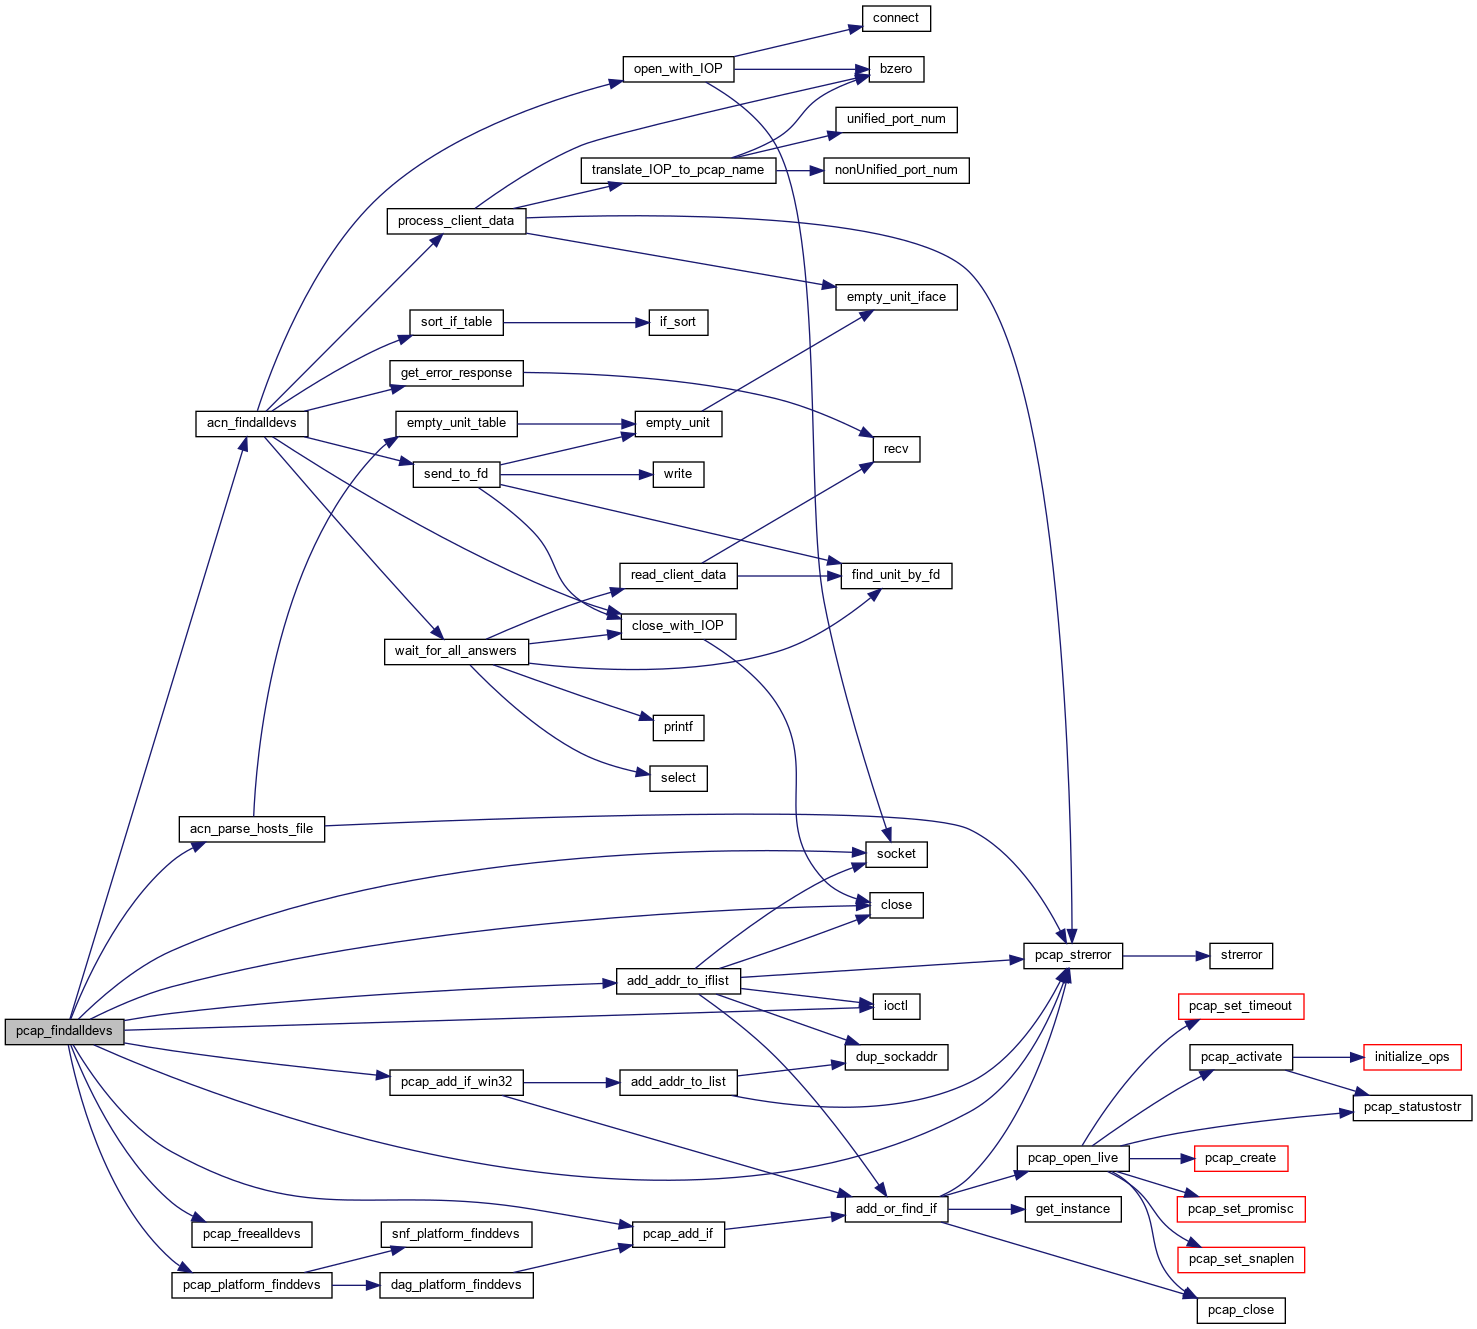 connect
open_with_IOP
bzero
unified_port_num
translate_IOP_to_pcap_name
nonUnified_port_num
process_client_data
empty_unit_iface
sort_if_table
if_sort
get_error_response
acn_findalldevs
empty_unit_table
empty_unit
recv
send_to_fd
write
read_client_data
find_unit_by_fd
close_with_IOP
wait_for_all_answers
printf
select
acn_parse_hosts_file
socket
close
pcap_strerror
strerror
add_addr_to_iflist
ioctl
pcap_set_timeout
pcap_findalldevs
dup_sockaddr
pcap_activate
initialize_ops
pcap_add_if_win32
add_addr_to_list
pcap_statustostr
pcap_open_live
pcap_create
add_or_find_if
get_instance
pcap_set_promisc
pcap_freealldevs
snf_platform_finddevs
pcap_add_if
pcap_set_snaplen
pcap_platform_finddevs
dag_platform_finddevs
pcap_close